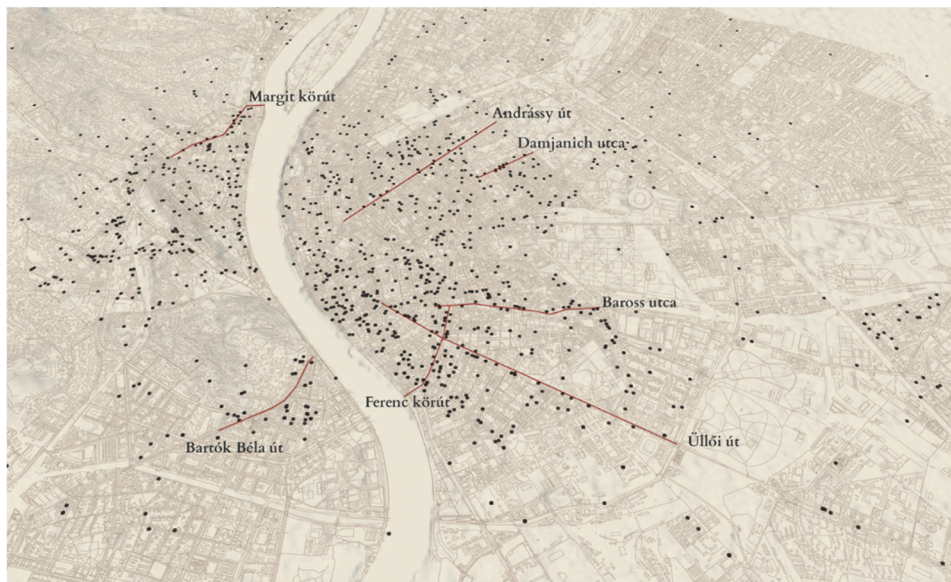 Margit körút
Andrássy út
Damjanich utca
Baross utca
Ferenc körút
Üllői út
Bartók Béla út